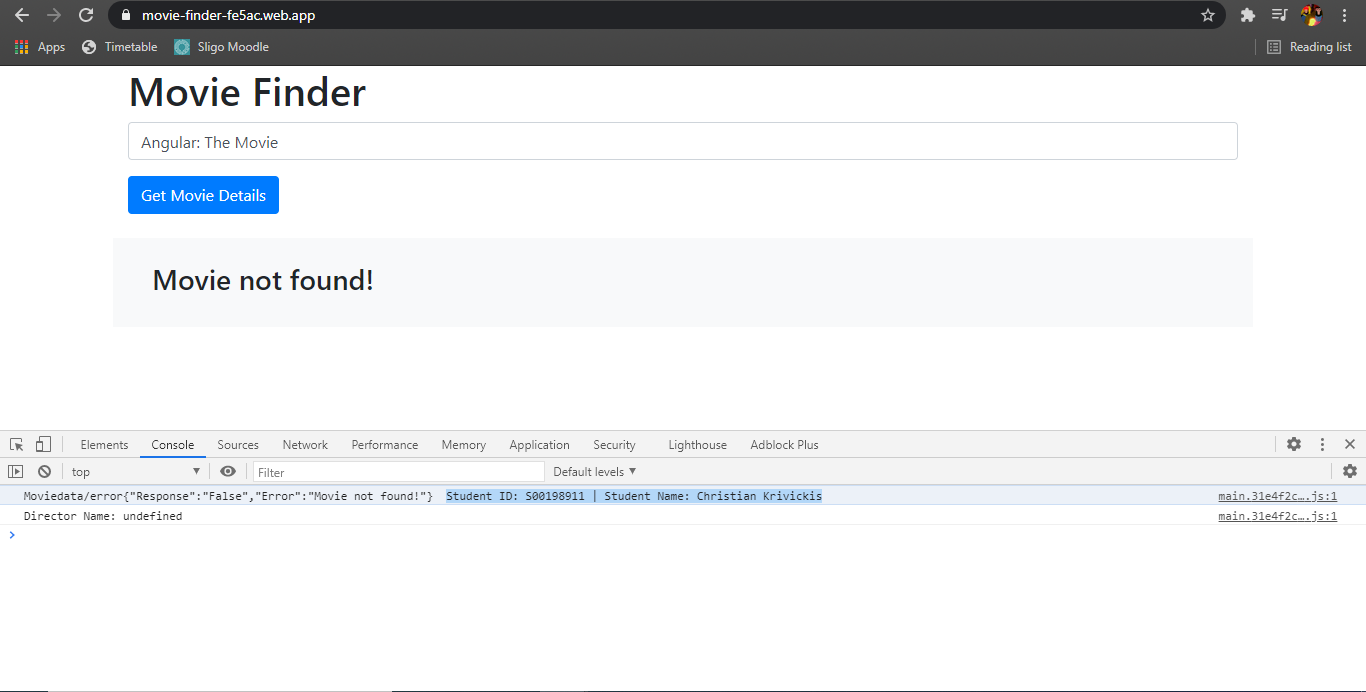 movie-finder-fe5ac.web.app
Apps Timetable Sligo Moodle Reading list
Movie Finder
Angular: The Movie
Get Movie Details
Movie not found!
Elements Console Sources Network Performance Memory Application Security Lighthouse Adblock Plus
top Filter Default levels
Moviedata/error{"Response":"False","Error":"Movie not found!"} Student ID: S00198911 | Student Name: Christian Krivickis main.31e4f2c….js:1
Director Name: undefined main.31e4f2c….js:1